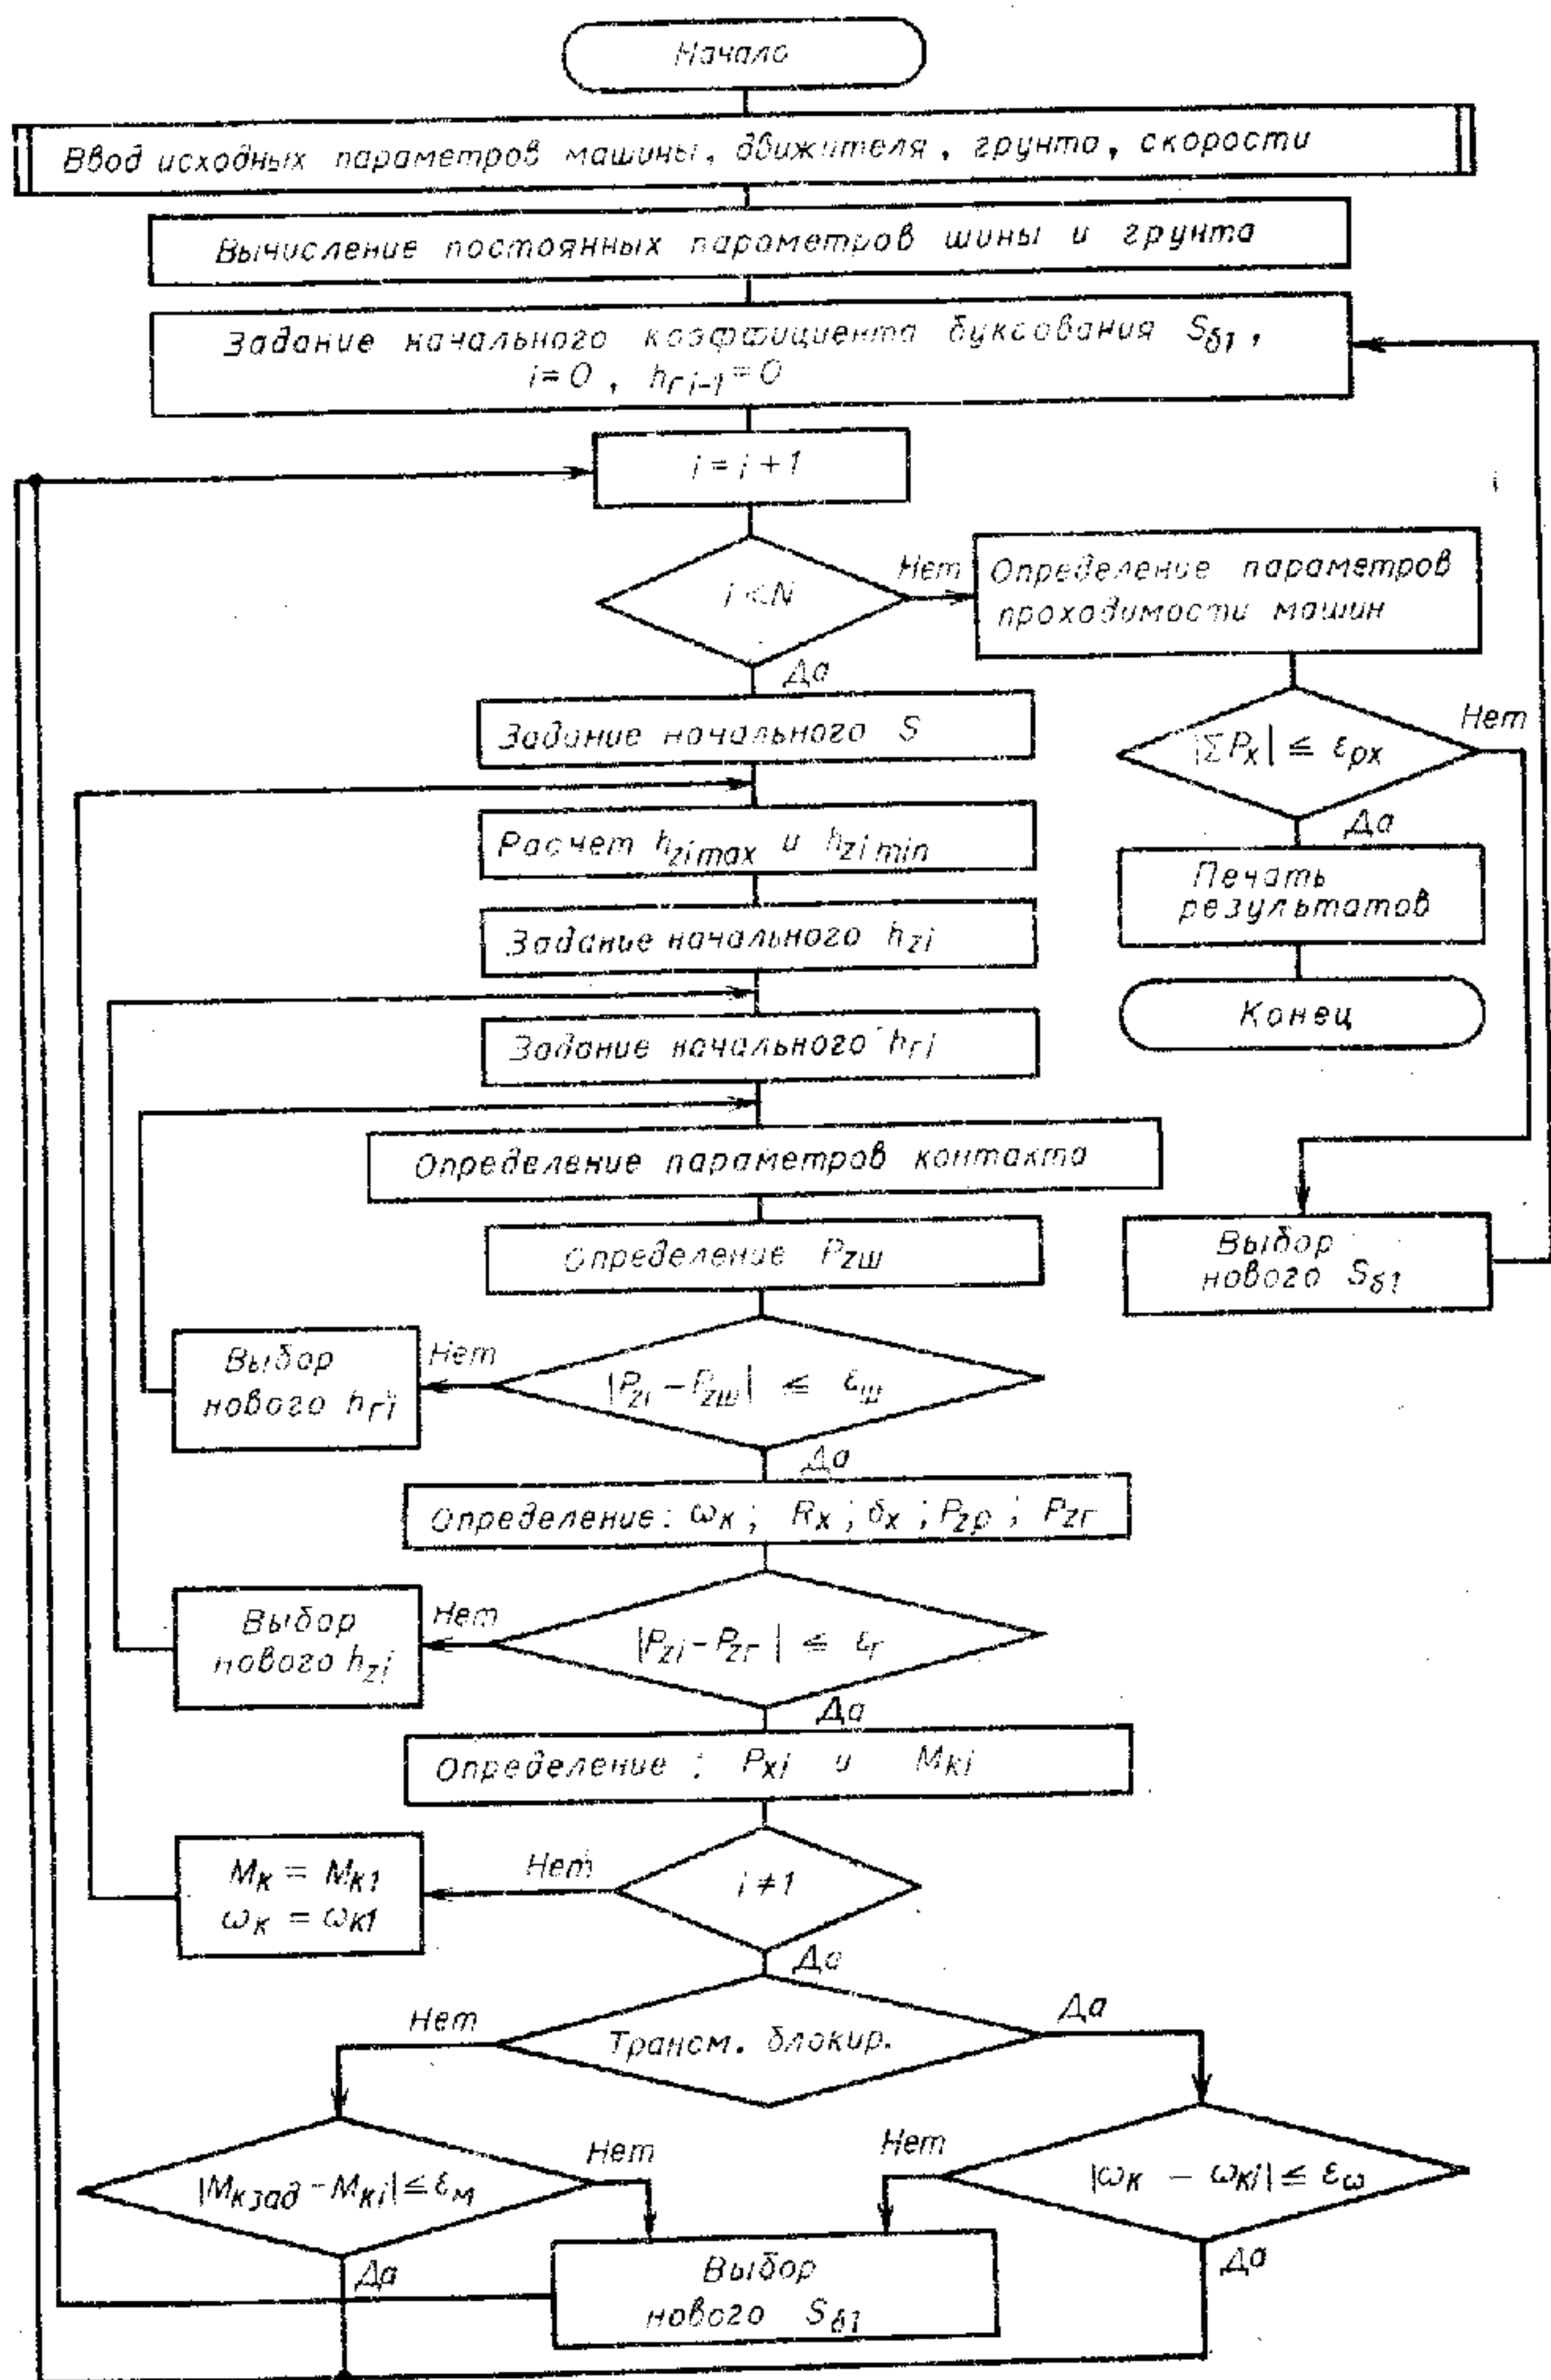 Начало
Ввод исходных параметров машины, движителя, грунта, скорости
Вычисление постоянных параметров шины и грунта
Задание начального коэффициента буксования Sδ1,
i=0, hгi-1=0
i=i+1
i<N
Нет
Определение параметров
проходимости машин
Да
Задание начального S
|ΣPx| ≤ εpx
Нет
Расчет hzimax и hzimin
Да
Печать
результатов
Задание начального hzi
Конец
Задание начального hгi
Определение параметров контакта
Определение Pzш
Выбор
нового Sδ1
Выбор
нового hгi
Нет
|Pzi-Pzш| ≤ εш
Да
Определение: ωк; Rx; δx; Pzp; Pzг
Выбор
нового hzi
Нет
|Pzi-Pzг| ≤ εг
Да
Определение: Pxi и Mкi
Mк = Mк1
ωк = ωк1
Нет
i≠1
Да
Нет
Трансм. блокир.
Да
|Mкзад-Mкi|≤εм
Нет
Нет
|ωк - ωкi|≤εω
Да
Выбор
нового Sδ1
Да